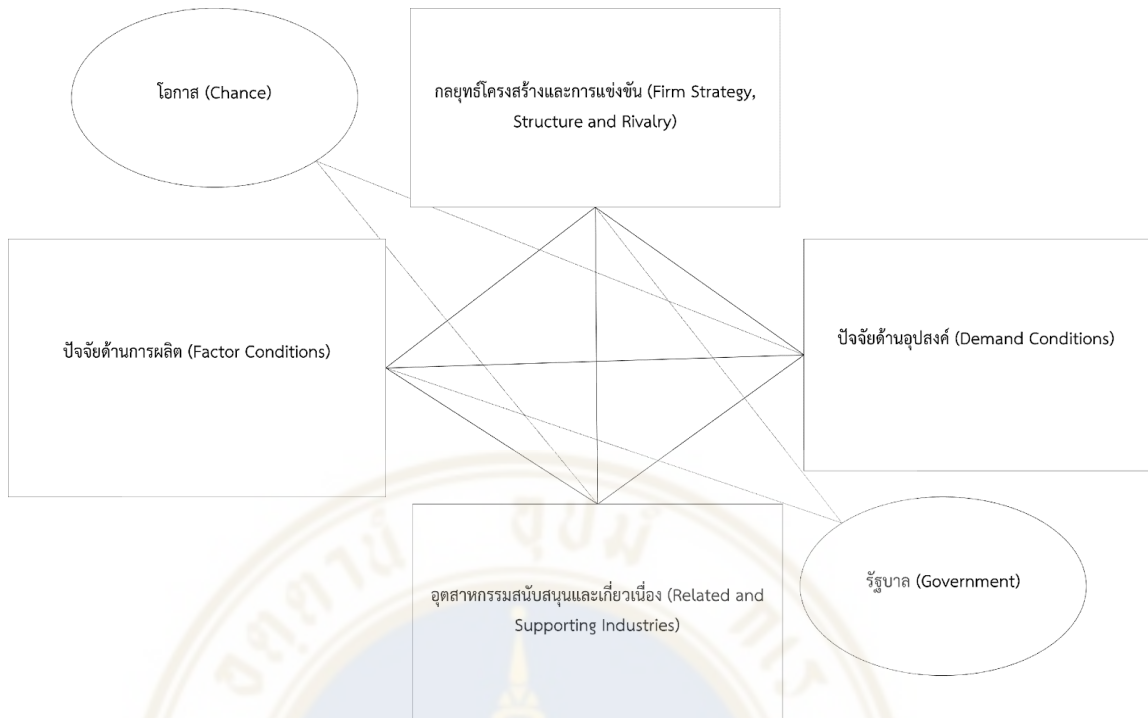 โอกาส (Chance)
กลยุทธ์โครงสร้างและการแข่งขัน (Firm Strategy,
Structure and Rivalry)
ปัจจัยด้านการผลิต (Factor Conditions)
ปัจจัยด้านอุปสงค์ (Demand Conditions)
อุตสาหกรรมสนับสนุนและเกี่ยวเนื่อง (Related and
Supporting Industries)
รัฐบาล (Government)